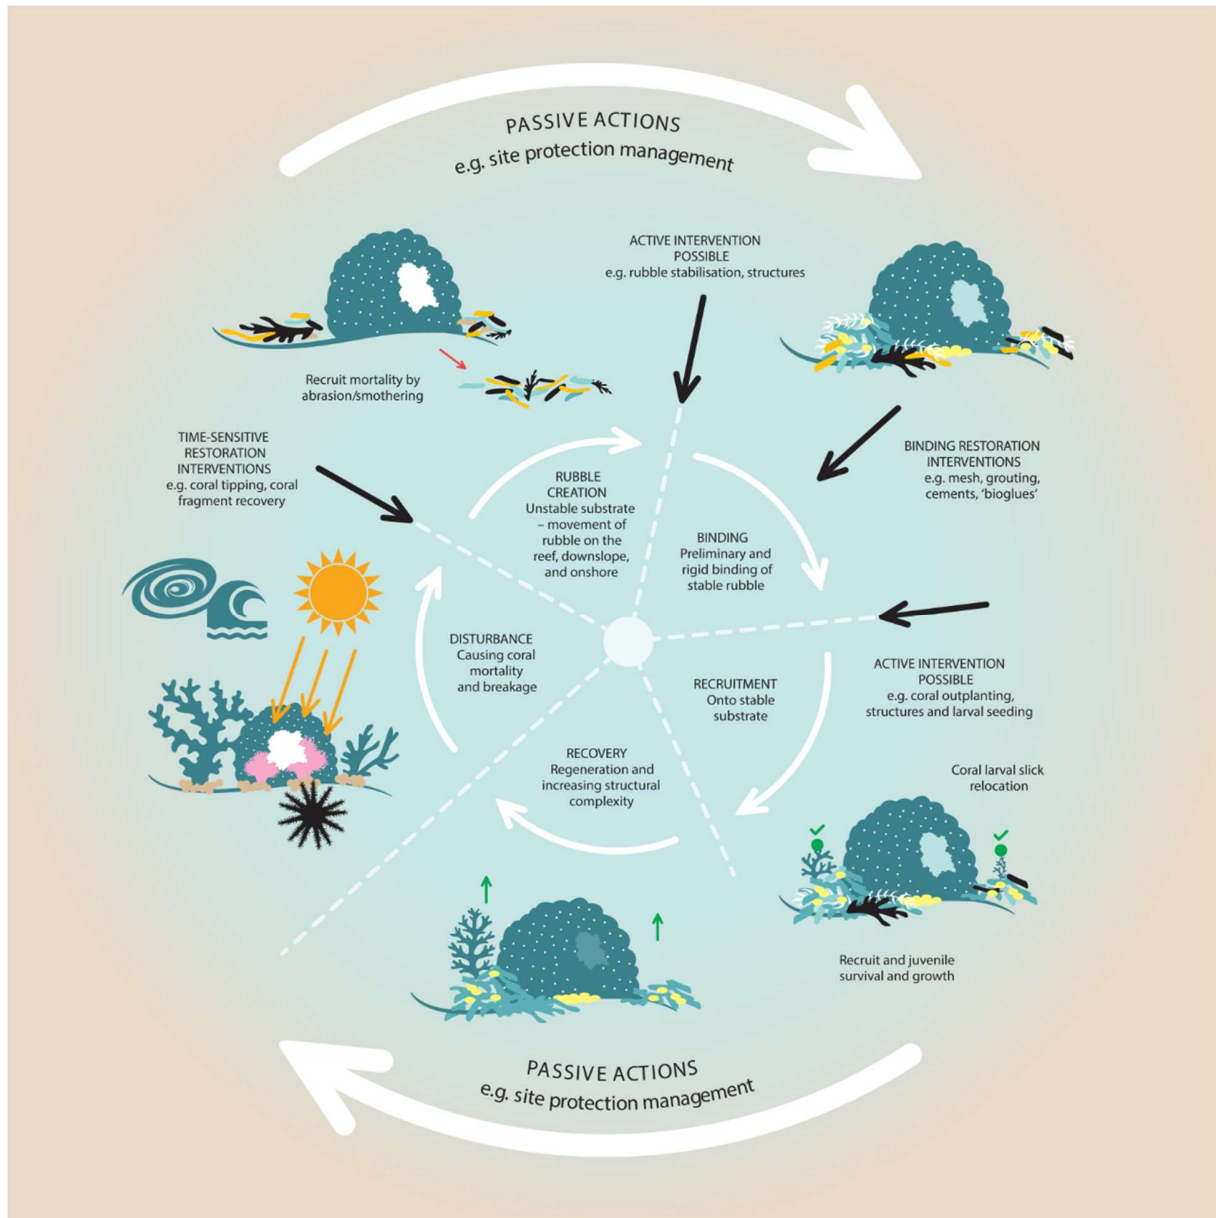 PASSIVE ACTIONS
e.g. site protection management
ACTIVE INTERVENTION
POSSIBLE
e.g. rubble stabilisation, structures
Recruit mortality by
abrasion/smothering
TIME-SENSITIVE
RESTORATION
INTERVENTIONS
e.g. coral tipping, coral
fragment recovery
BINDING RESTORATION
INTERVENTIONS
e.g. mesh, grouting,
cements, ‘bioglues’
RUBBLE
CREATION
Unstable substrate
– movement of
rubble on the
reef, downslope,
and onshore
BINDING
Preliminary and
rigid binding of
stable rubble
DISTURBANCE
Causing coral
mortality
and breakage
RECRUITMENT
Onto stable
substrate
ACTIVE INTERVENTION
POSSIBLE
e.g. coral outplanting,
structures and larval seeding
RECOVERY
Regeneration and
increasing structural
complexity
Coral larval slick
relocation
Recruit and juvenile
survival and growth
PASSIVE ACTIONS
e.g. site protection management